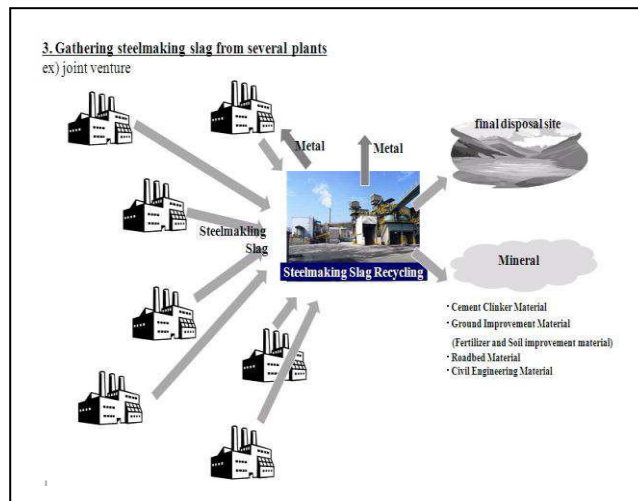 3. Gathering steelmaking slag from several plants
ex) joint venture
final disposal site
Metal
Metal
Steelmakling
Slag
Steelmaking Slag Recycling
Mineral
・Cement Clinker Material
・Ground Improvement Material
(Fertilizer and Soil improvement material)
・Roadbed Material
・Civil Engineering Material